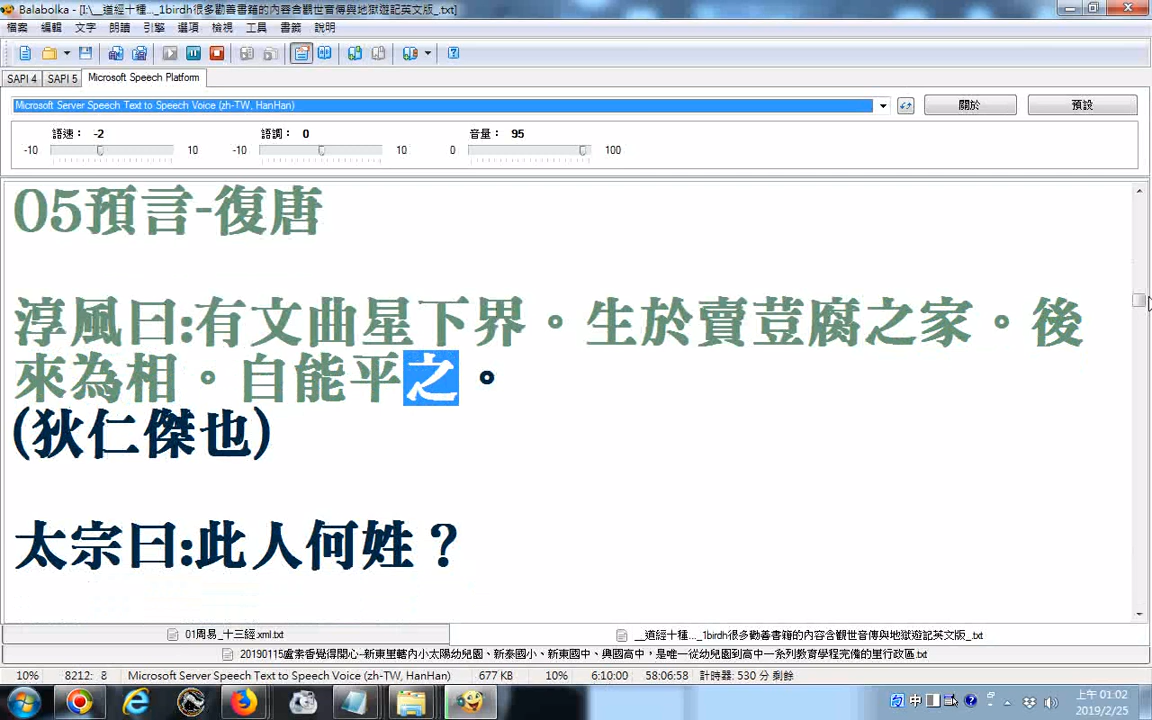 Balabolka - [I:\__道經十種..._1birdh很多勸善書籍的內容含觀世音傳與地獄遊記英文版_.txt]
檔案 編輯 文字 朗讀 引擎 選項 檢視 工具 書籤 說明
SAPI 4 SAPI 5 Microsoft Speech Platform
Microsoft Server Speech Text to Speech Voice (zh-TW, HanHan) 關於 預設
語速： -2 語調： 0 音量： 95
-10 10 -10 10 0 100
05預言-復唐
淳風曰:有文曲星下界。生於賣荳腐之家。後
來為相。自能平之。
(狄仁傑也)
太宗曰:此人何姓？
01周易_十三經.xml.txt __道經十種..._1birdh很多勸善書籍的內容含觀世音傳與地獄遊記英文版_.txt
20190115盧素香覺得開心-新東里轄內小太陽幼兒園、新泰國小、新東國中、興國高中，是唯一從幼兒園到高中一系列教育學程完備的里行政區.txt
10% 8212: 8 Microsoft Server Speech Text to Speech Voice (zh-TW, HanHan) 677 KB 10% 6:10:00 58:06:58 計時器: 530 分 剩餘
中 上午 01:02
2019/2/25